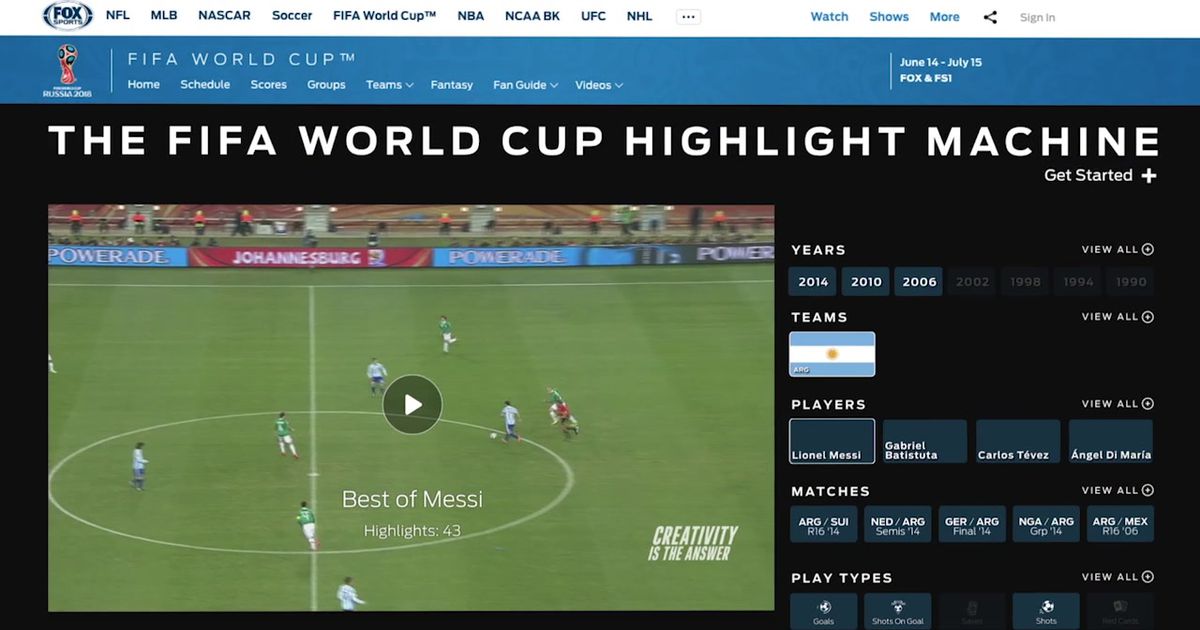 FOX
SPORTS
NFL MLB NASCAR Soccer FIFA World Cup™ NBA NCAA BK UFC NHL ... Watch Shows More Sign In
RUSSIA 2018
FIFA WORLD CUP™
Home Schedule Scores Groups Teams Fantasy Fan Guide Videos
June 14 - July 15
FOX & FS1
THE FIFA WORLD CUP HIGHLIGHT MACHINE
Get Started +
POWERADE JOHANNESBURG POWERADE POWER
Best of Messi
Highlights: 43
CREATIVITY
IS THE ANSWER
YEARS VIEW ALL
2014 2010 2006 2002 1998 1994 1990
TEAMS VIEW ALL
ARG
PLAYERS VIEW ALL
Lionel Messi
Gabriel
Batistuta
Carlos Tévez
Ángel Di María
MATCHES VIEW ALL
ARG / SUI
R16 '14
NED / ARG
Semis '14
GER / ARG
Final '14
NGA / ARG
Grp '14
ARG / MEX
R16 '06
PLAY TYPES VIEW ALL
Goals Shots On Goal Saves Shots Red Cards